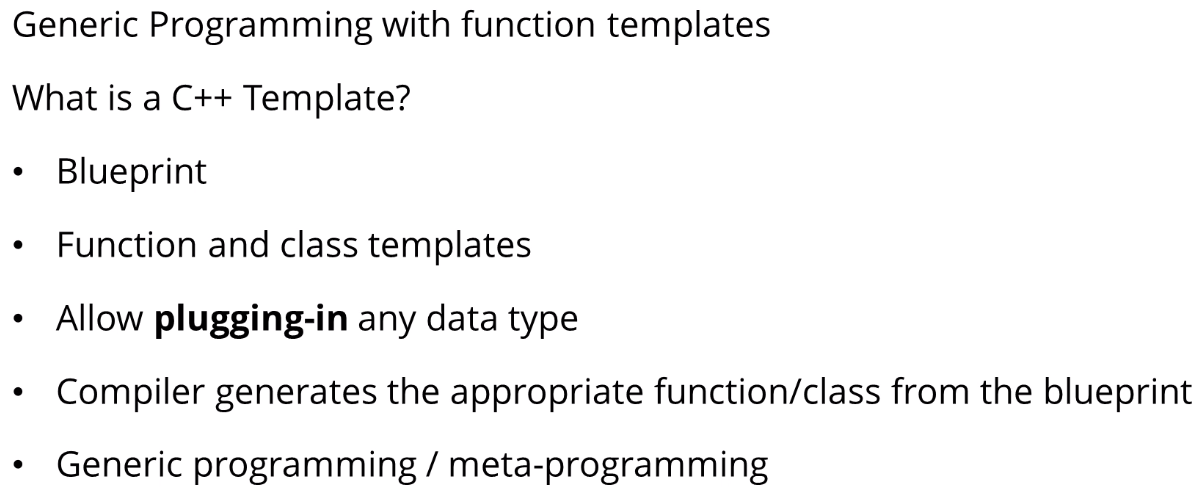 Generic Programming with function templates
What is a C++ Template?
• Blueprint
• Function and class templates
• Allow plugging-in any data type
• Compiler generates the appropriate function/class from the blueprint
• Generic programming / meta-programming